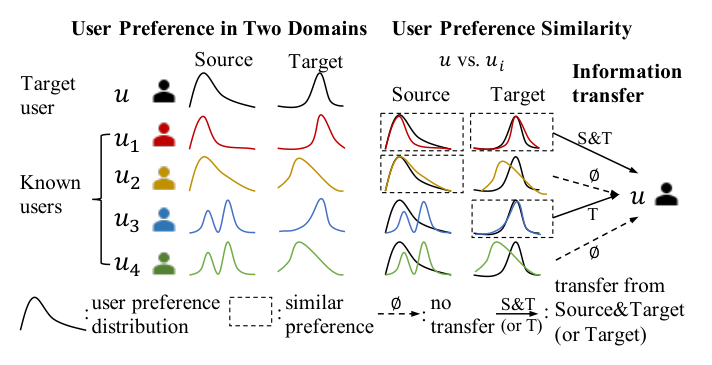 User Preference in Two Domains
User Preference Similarity
Source
Target
u vs. u_i
Source
Target
Information
transfer
Target
user
u
Known
users
u_1
u_2
u_3
u_4
S&T
∅
T
∅
u
: user preference
distribution
: similar
preference
∅
: no
transfer
S&T
(or T)
: transfer from
Source&Target
(or Target)